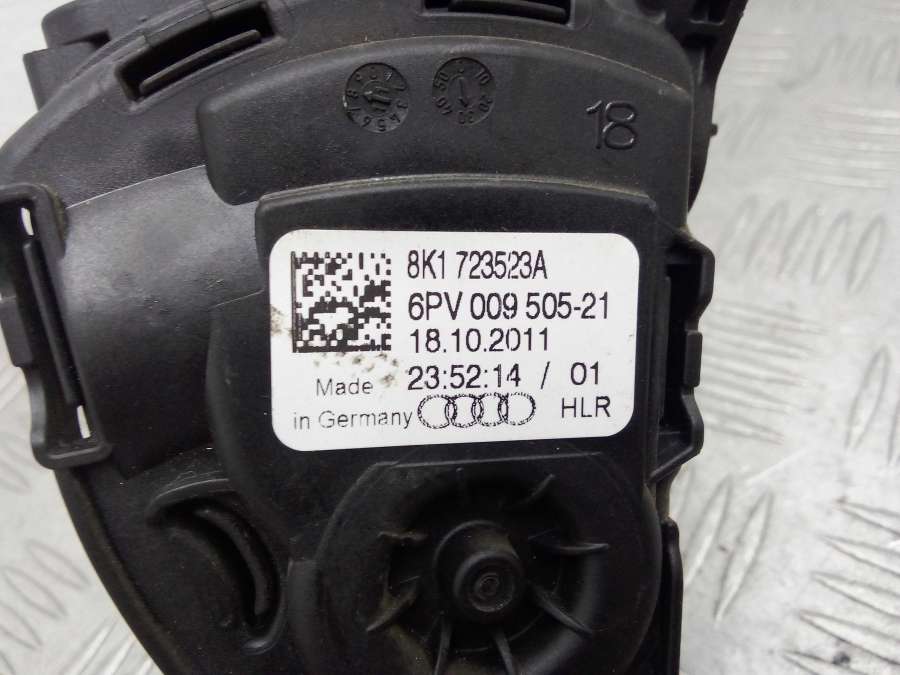 18
8K1 723523A
6PV 009 505-21
18.10.2011
23:52:14 / 01
Made
in Germany
HLR